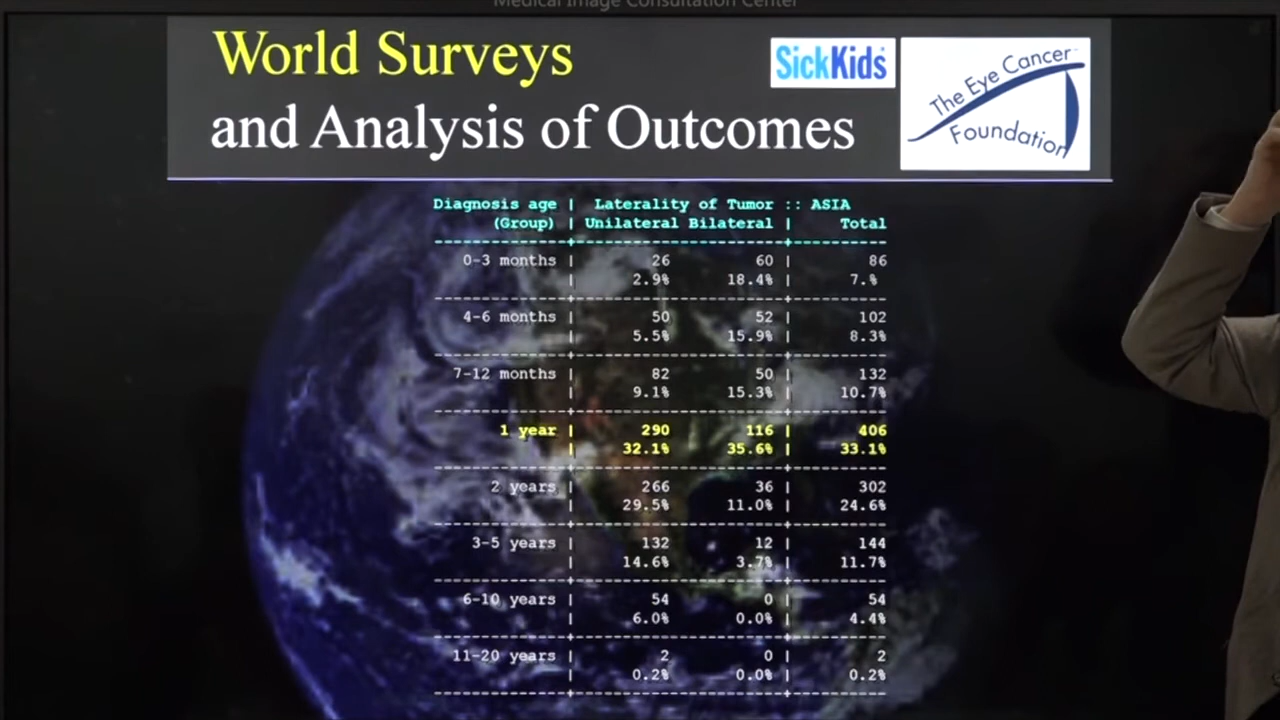 Medical Image Consultation Center
World Surveys
and Analysis of Outcomes
SickKids
The Eye Cancer
Foundation
Diagnosis age | Laterality of Tumor :: ASIA
(Group) | Unilateral Bilateral | Total
0-3 months | 26 60 | 86
| 2.9% 18.4% | 7.%
4-6 months | 50 52 | 102
| 5.5% 15.9% | 8.3%
7-12 months | 82 50 | 132
| 9.1% 15.3% | 10.7%
1 year | 290 116 | 406
| 32.1% 35.6% | 33.1%
2 years | 266 36 | 302
| 29.5% 11.0% | 24.6%
3-5 years | 132 12 | 144
| 14.6% 3.7% | 11.7%
6-10 years | 54 0 | 54
| 6.0% 0.0% | 4.4%
11-20 years | 2 0 | 2
| 0.2% 0.0% | 0.2%